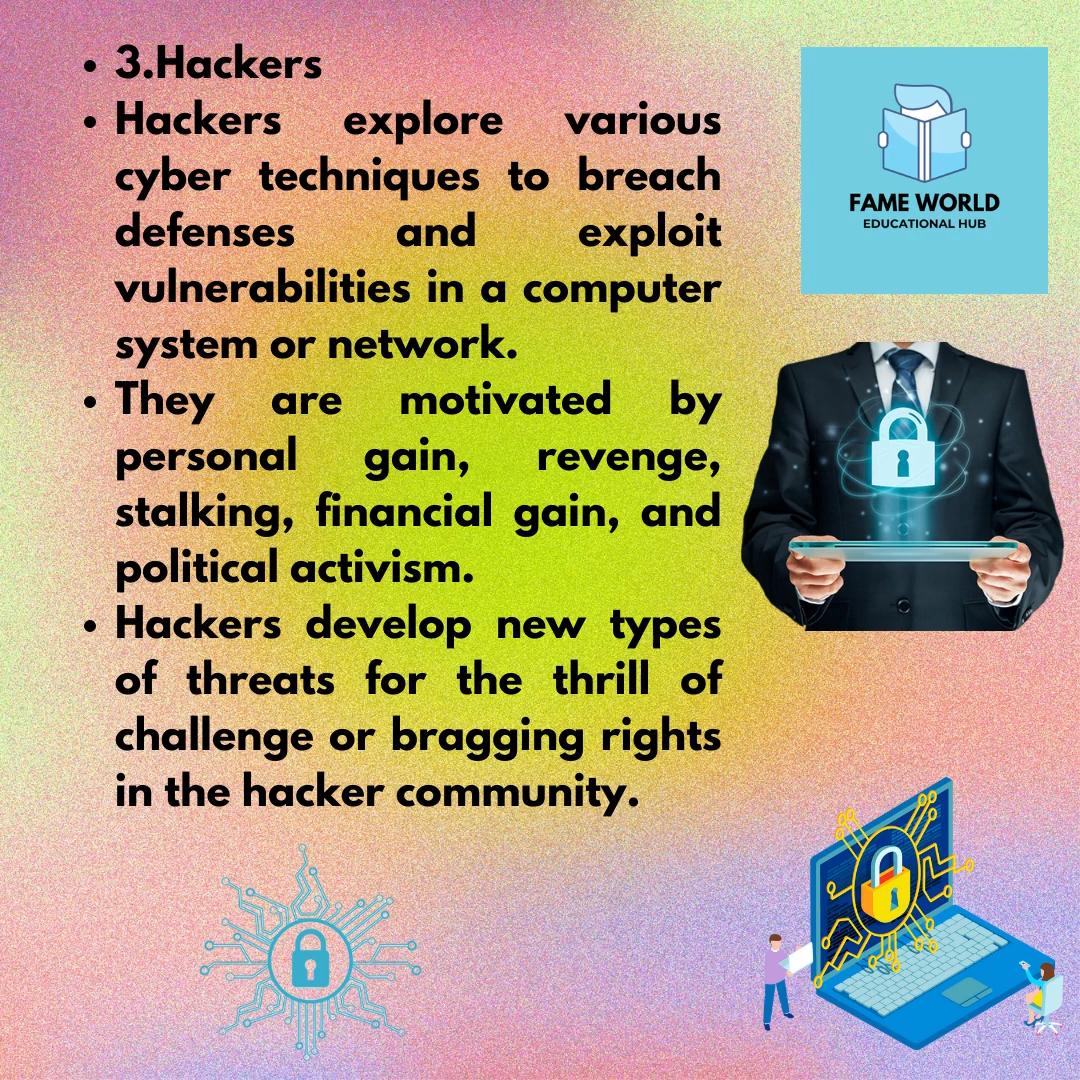 • 3.Hackers
• Hackers explore various
cyber techniques to breach
defenses and exploit
vulnerabilities in a computer
system or network.
• They are motivated by
personal gain, revenge,
stalking, financial gain, and
political activism.
• Hackers develop new types
of threats for the thrill of
challenge or bragging rights
in the hacker community.
FAME WORLD
EDUCATIONAL HUB